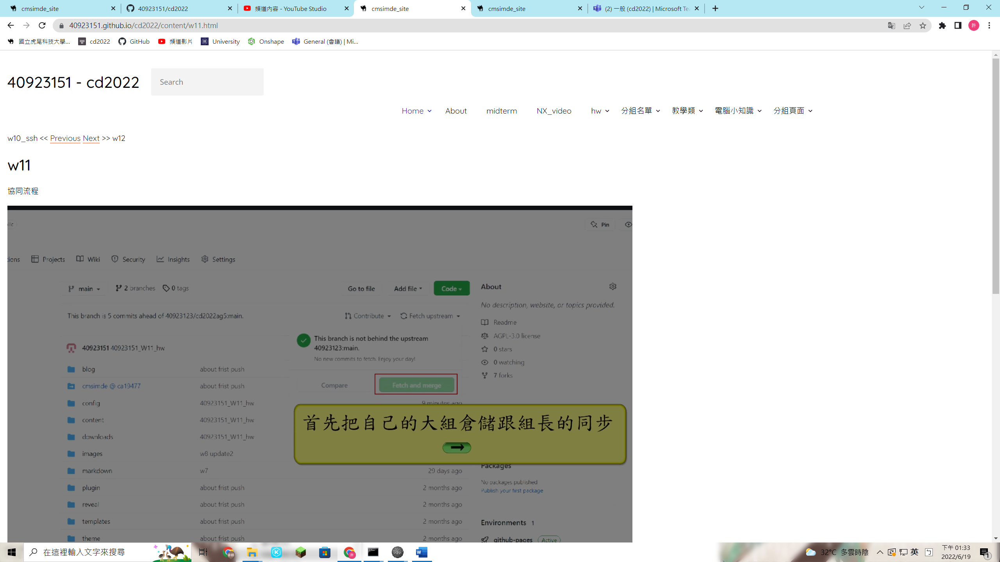 cmsimde_site
40923151/cd2022
頻道內容 - YouTube Studio
cmsimde_site
cmsimde_site
(2) 一般 (cd2022) | Microsoft Te
40923151.github.io/cd2022/content/w11.html
許
國立虎尾科技大學...
cd2022
GitHub
頻道影片
University
Onshape
General (會議) | Mi...
40923151 - cd2022
Search
Home
About
midterm
NX_video
hw
分組名單
教學類
電腦小知識
分組頁面
w10_ssh << Previous Next >> w12
w11
協同流程
Pin
tions
Projects
Wiki
Security
Insights
Settings
main
2 branches
0 tags
Go to file
Add file
Code
About
No description, website, or topics provided.
This branch is 5 commits ahead of 40923123/cd2022ag5:main.
Contribute
Fetch upstream
Readme
This branch is not behind the upstream
40923123:main.
No new commits to fetch. Enjoy your day!
AGPL-3.0 license
40923151 40923151_W11_hw
0 stars
0 watching
blog
about frist push
7 forks
cmsimde @ ca19477
about frist push
Compare
Fetch and merge
config
40923151_W11_hw
9 minutes ago
content
40923151_W11_hw
首先把自己的大組倉儲跟組長的同步
downloads
40923151_W11_hw
images
w8 update2
Packages
markdown
w7
29 days ago
No packages published
Publish your first package
plugin
about frist push
2 months ago
reveal
about frist push
2 months ago
templates
about frist push
2 months ago
Environments 1
theme
about frist push
2 months ago
github-pages
Active
在這裡輸入文字來搜尋
32°C 多雲時陰
英
ㄅ
下午 01:33
2022/6/19
1